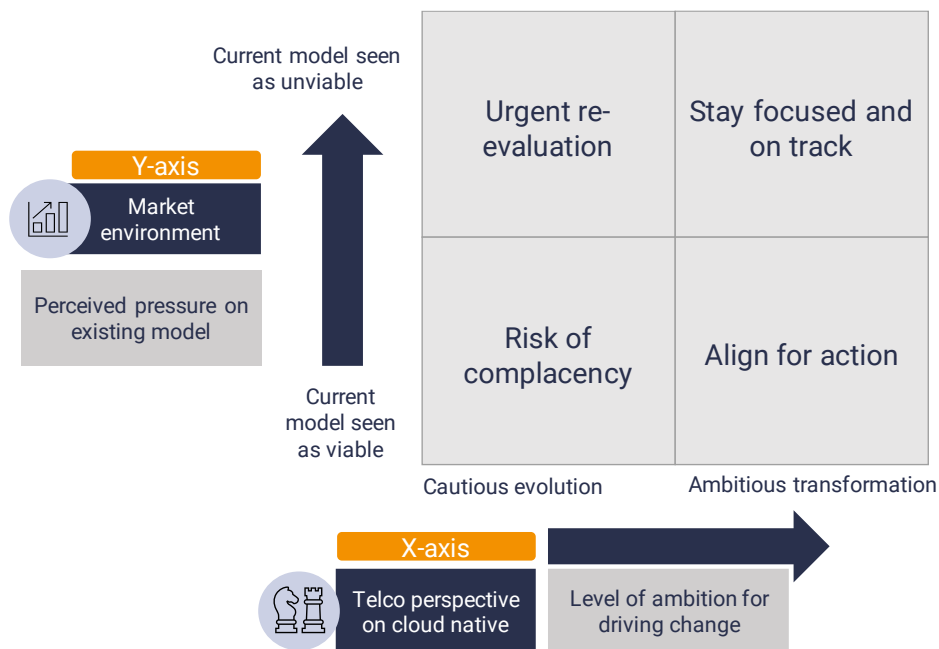 Current model seen
as unviable
Urgent re-
evaluation
Stay focused and
on track
Y-axis
Market
environment
Perceived pressure on
existing model
Risk of
complacency
Align for action
Current
model seen
as viable
Cautious evolution
Ambitious transformation
X-axis
Telco perspective
on cloud native
Level of ambition for
driving change